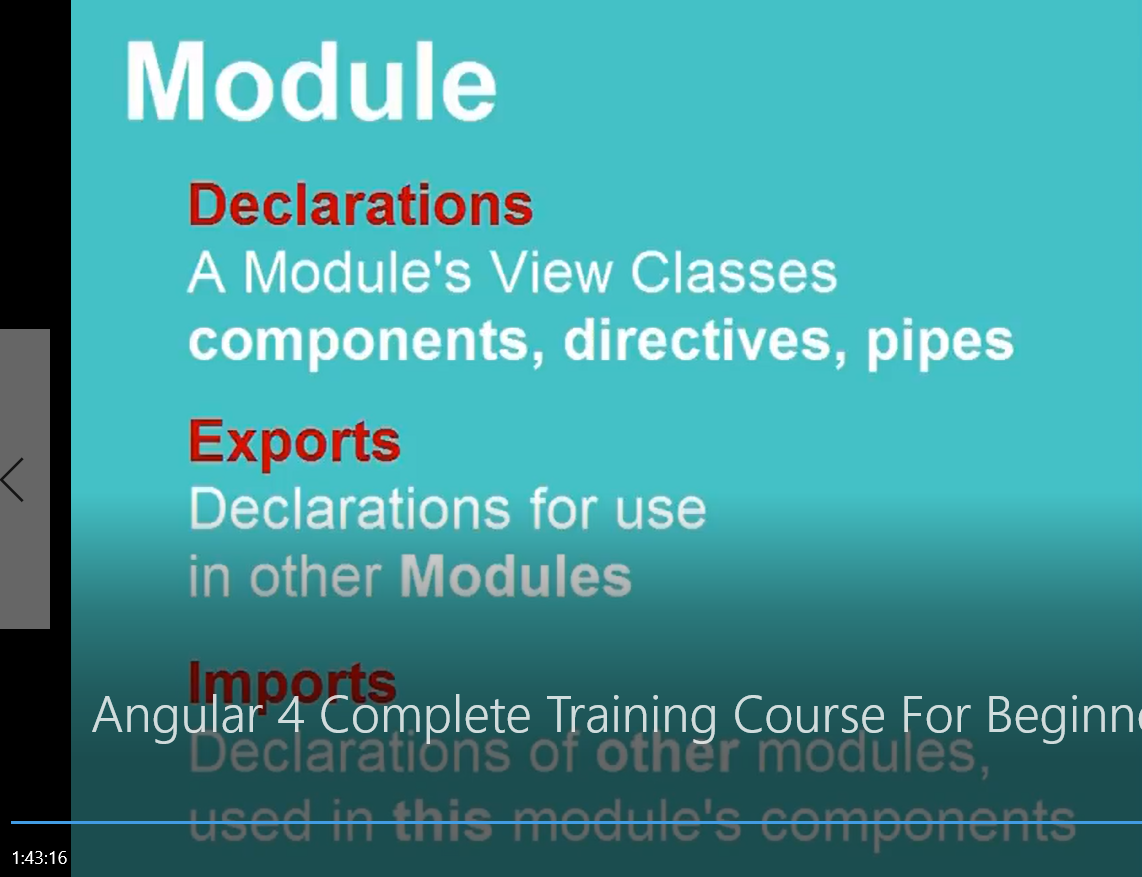 Module
Declarations
A Module's View Classes
components, directives, pipes
Exports
Declarations for use
in other Modules
Imports
Angular 4 Complete Training Course For Beginne
Declarations of other modules,
used in this module's components
1:43:16